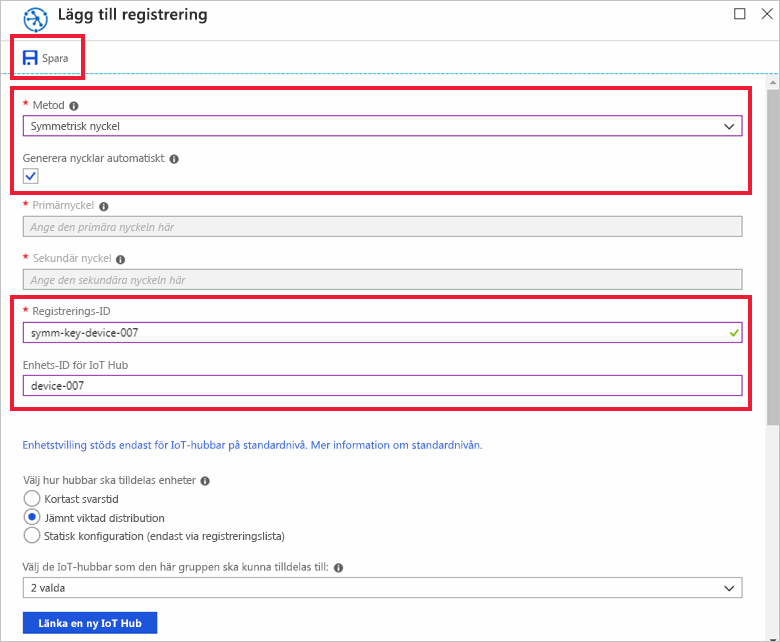 Lägg till registrering
Spara
* Metod
Symmetrisk nyckel
Generera nycklar automatiskt
* Primärnyckel
Ange den primära nyckeln här
* Sekundär nyckel
Ange den sekundära nyckeln här
* Registrerings-ID
symm-key-device-007
Enhets-ID för IoT Hub
device-007
Enhetstvilling stöds endast för IoT-hubbar på standardnivå. Mer information om standardnivån.
Välj hur hubbar ska tilldelas enheter
Kortast svarstid
Jämnt viktad distribution
Statisk konfiguration (endast via registreringslista)
Välj de IoT-hubbar som den här gruppen ska kunna tilldelas till:
2 valda
Länka en ny IoT Hub